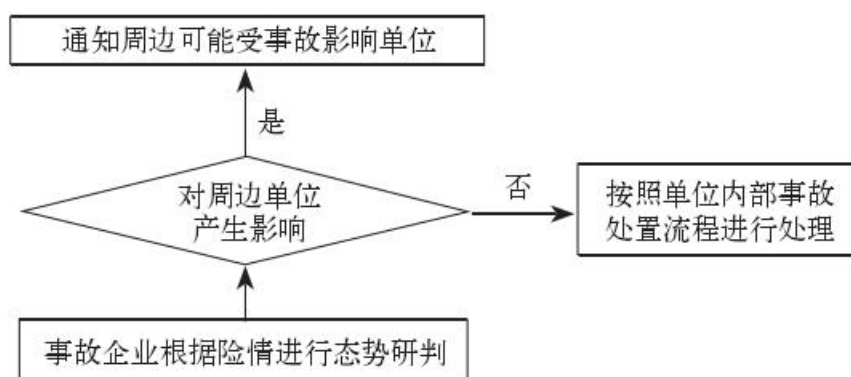 通知周边可能受事故影响单位
是
对周边单位
产生影响
否
按照单位内部事故
处置流程进行处理
事故企业根据险情进行态势研判